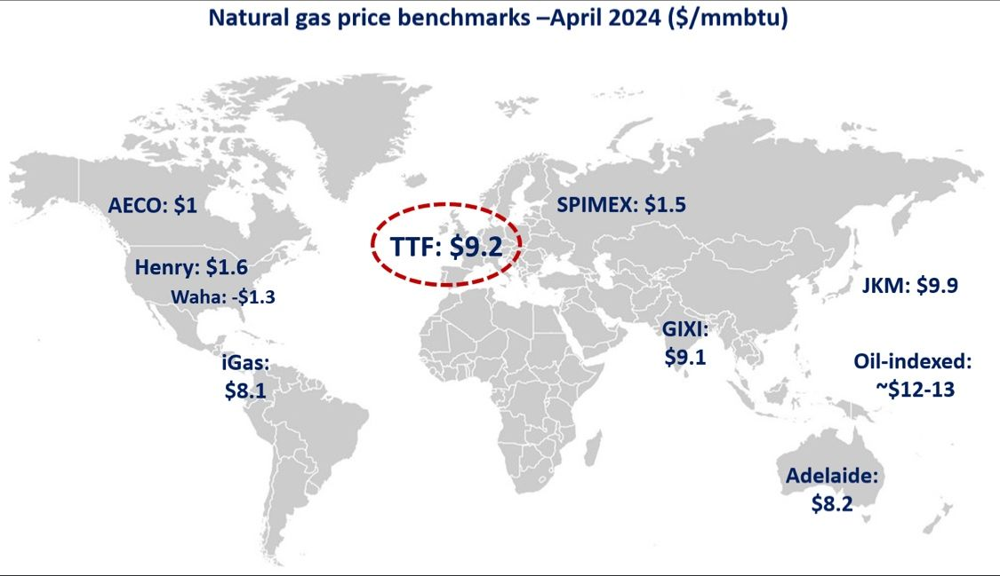 Natural gas price benchmarks –April 2024 ($/mmbtu)
AECO: $1
SPIMEX: $1.5
TTF: $9.2
Henry: $1.6
Waha: -$1.3
JKM: $9.9
GIXI:
$9.1
iGas:
$8.1
Oil-indexed:
~$12-13
Adelaide:
$8.2